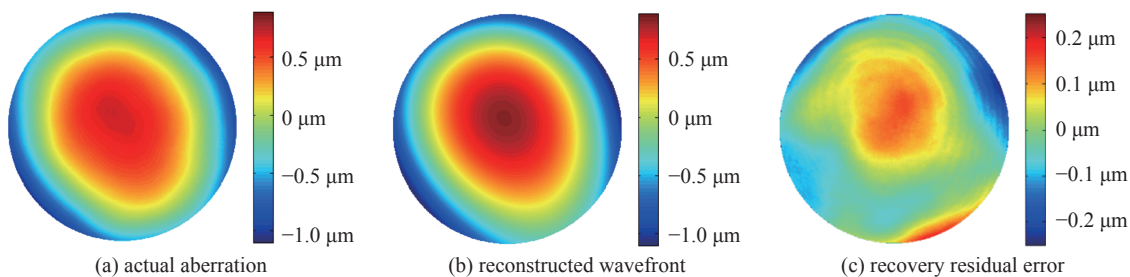 0.5 μm
0 μm
−0.5 μm
−1.0 μm
(a) actual aberration
0.5 μm
0 μm
−0.5 μm
−1.0 μm
(b) reconstructed wavefront
0.2 μm
0.1 μm
0 μm
−0.1 μm
−0.2 μm
(c) recovery residual error